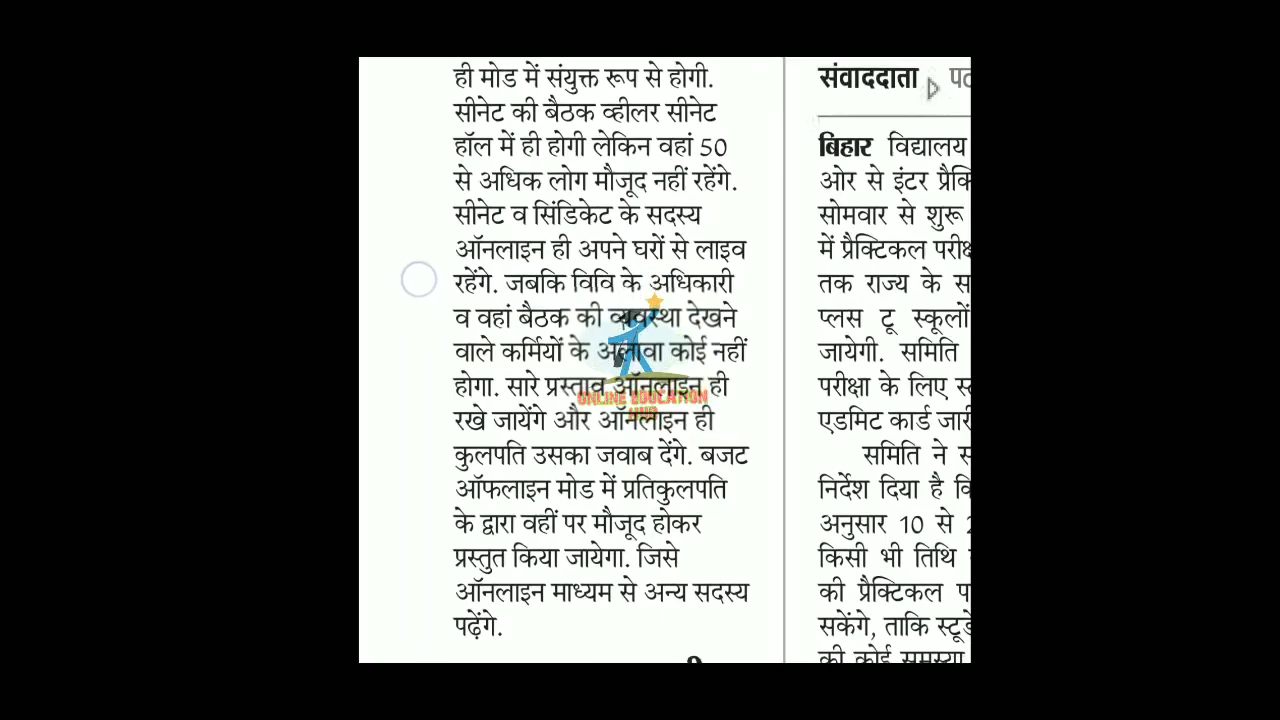 ही मोड में संयुक्त रूप से होगी.
सीनेट की बैठक व्हीलर सीनेट
हॉल में ही होगी लेकिन वहां 50
से अधिक लोग मौजूद नहीं रहेंगे.
सीनेट व सिंडिकेट के सदस्य
ऑनलाइन ही अपने घरों से लाइव
रहेंगे. जबकि विवि के अधिकारी
व वहां बैठक की व्यवस्था देखने
वाले कर्मियों के अलावा कोई नहीं
होगा. सारे प्रस्ताव ऑनलाइन ही
रखे जायेंगे और ऑनलाइन ही
कुलपति उसका जवाब देंगे. बजट
ऑफलाइन मोड में प्रतिकुलपति
के द्वारा वहीं पर मौजूद होकर
प्रस्तुत किया जायेगा. जिसे
ऑनलाइन माध्यम से अन्य सदस्य
पढ़ेंगे.
ONLINE EDUCATION
HUB
संवाददाता
बिहार विद्यालय
ओर से इंटर
सोमवार से शुरू
में प्रैक्टिकल
तक राज्य के
प्लस टू स्कूलों
जायेगी. समिति
परीक्षा के लिए
एडमिट कार्ड
समिति ने
निर्देश दिया है
अनुसार 10 से
किसी भी तिथि
की प्रैक्टिकल
सकेंगे, ताकि
की कोई समस्या